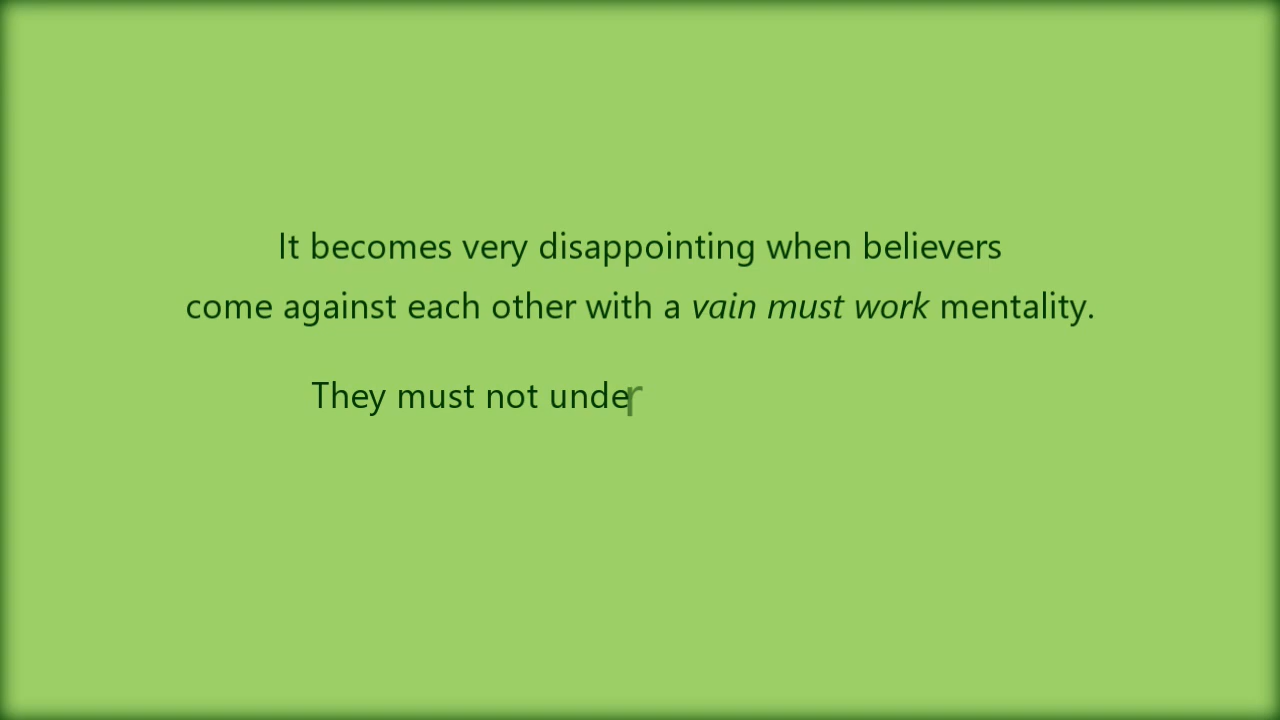 It becomes very disappointing when believers
come against each other with a vain must work mentality.
They must not under